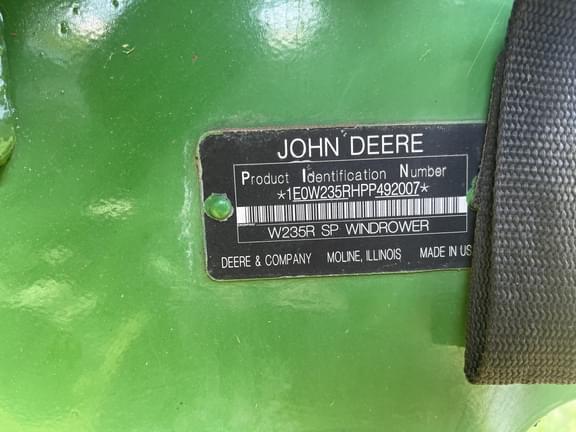 JOHN DEERE
Product Identification Number
*1E0W235RHPP492007*
W235R SP WINDROWER
DEERE & COMPANY MOLINE, ILLINOIS MADE IN US